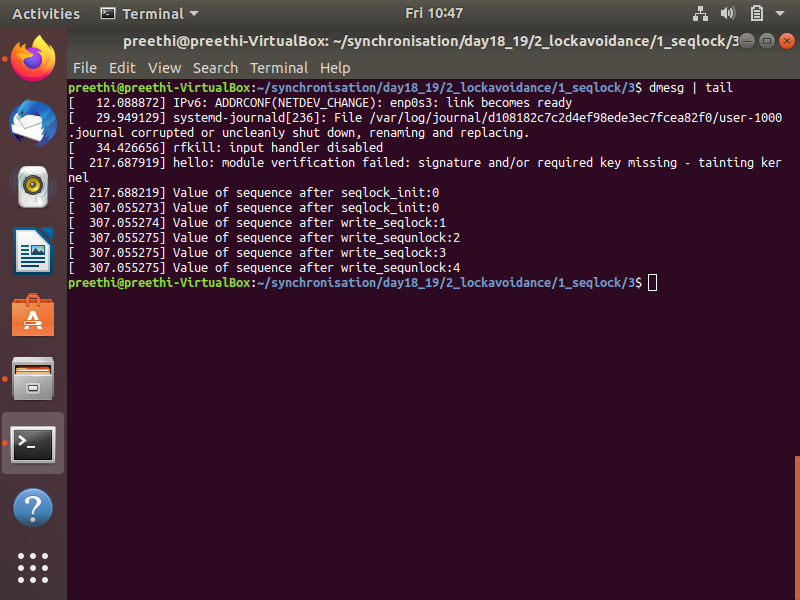 Activities Terminal Fri 10:47
preethi@preethi-VirtualBox: ~/synchronisation/day18_19/2_lockavoidance/1_seqlock/3
File Edit View Search Terminal Help
preethi@preethi-VirtualBox:~/synchronisation/day18_19/2_lockavoidance/1_seqlock/3$ dmesg | tail
[   12.088872] IPv6: ADDRCONF(NETDEV_CHANGE): enp0s3: link becomes ready
[   29.949129] systemd-journald[236]: File /var/log/journal/d108182c7c2d4ef98ede3ec7fcea82f0/user-1000
.journal corrupted or uncleanly shut down, renaming and replacing.
[   34.426656] rfkill: input handler disabled
[  217.687919] hello: module verification failed: signature and/or required key missing - tainting ker
nel
[  217.688219] Value of sequence after seqlock_init:0
[  307.055273] Value of sequence after seqlock_init:0
[  307.055274] Value of sequence after write_seqlock:1
[  307.055275] Value of sequence after write_sequnlock:2
[  307.055275] Value of sequence after write_seqlock:3
[  307.055275] Value of sequence after write_sequnlock:4
preethi@preethi-VirtualBox:~/synchronisation/day18_19/2_lockavoidance/1_seqlock/3$